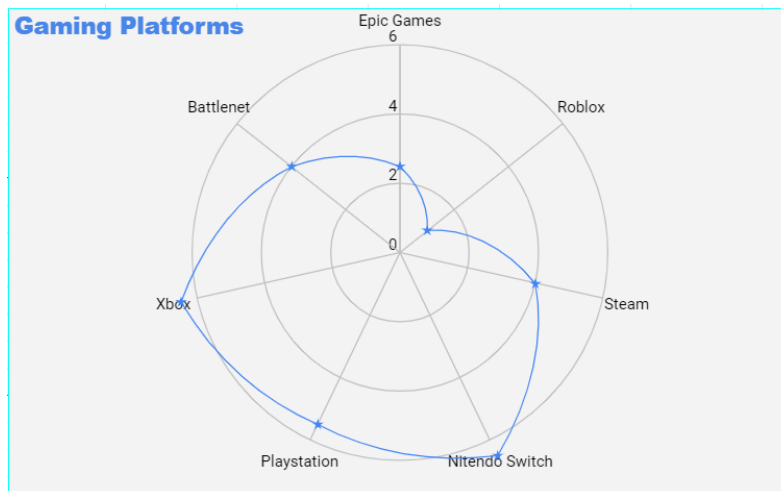 Gaming Platforms
Epic Games
6
Battlenet
4
Roblox
2
0
Xbox
Steam
Playstation
Nitendo Switch